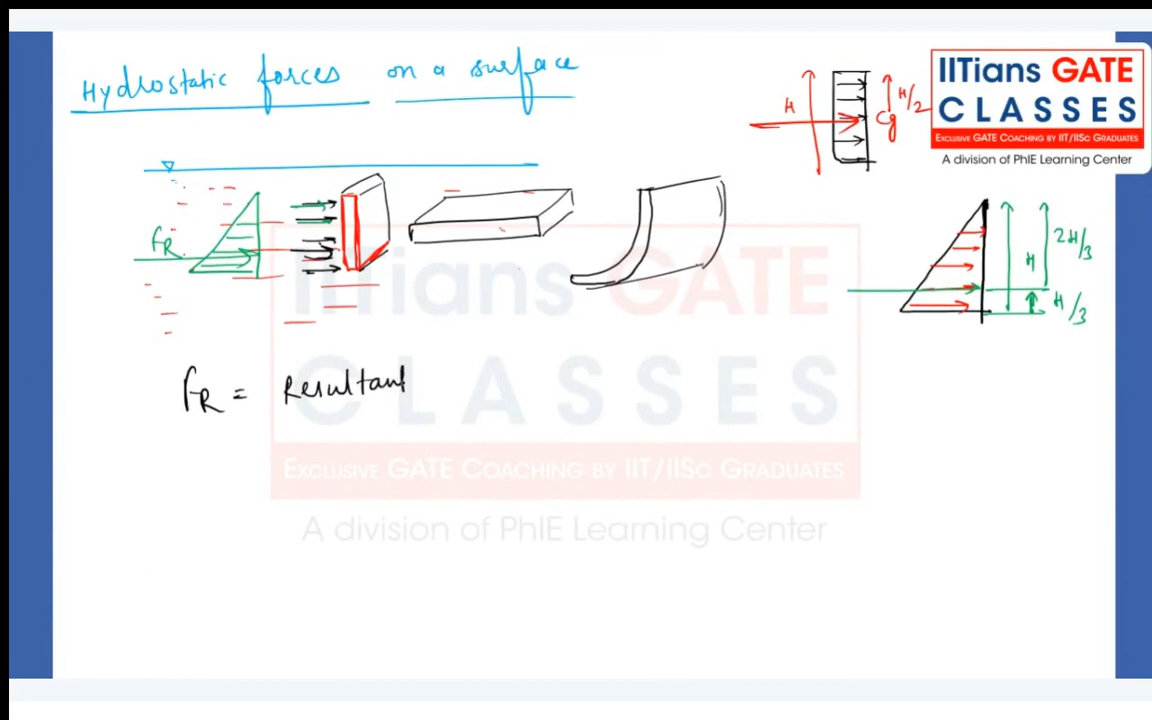 Hydrostatic forces on a surface
H
H/2
Cg
IITians GATE
CLASSES
EXCLUSIVE GATE COACHING BY IIT/IISc GRADUATES
A division of PhIE Learning Center
FR
H
2H/3
H/3
FR = Resultant
IITians GATE
CLASSES
EXCLUSIVE GATE COACHING BY IIT/IISc GRADUATES
A division of PhIE Learning Center